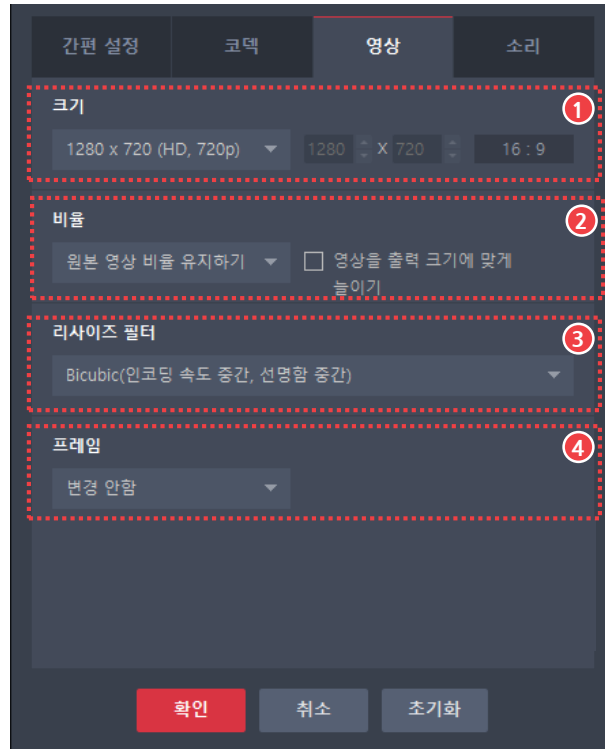 간편 설정 코덱 영상 소리
크기 1
1280 x 720 (HD, 720p) 1280 X 720 16 : 9
비율 2
원본 영상 비율 유지하기 영상을 출력 크기에 맞게
늘이기
리사이즈 필터 3
Bicubic(인코딩 속도 중간, 선명함 중간)
프레임 4
변경 안함
확인 취소 초기화